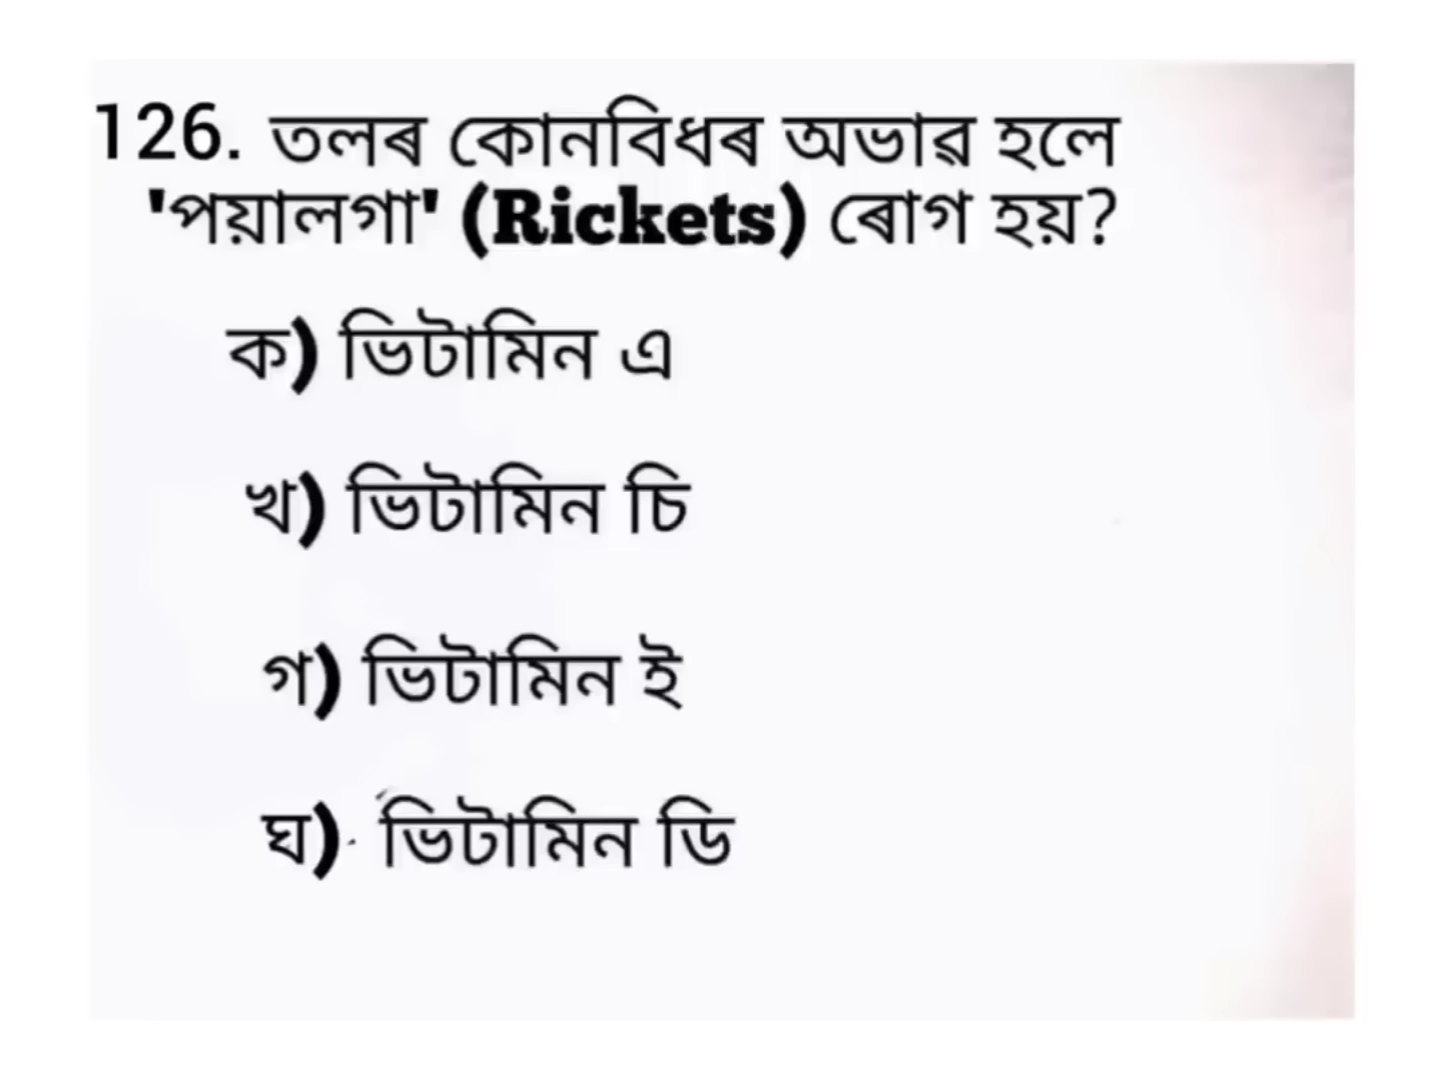 126. তলৰ কোনবিধৰ অভাৱ হলে
'পয়ালগা' (Rickets) ৰোগ হয়?
ক) ভিটামিন এ
খ) ভিটামিন চি
গ) ভিটামিন ই
ঘ) ভিটামিন ডি